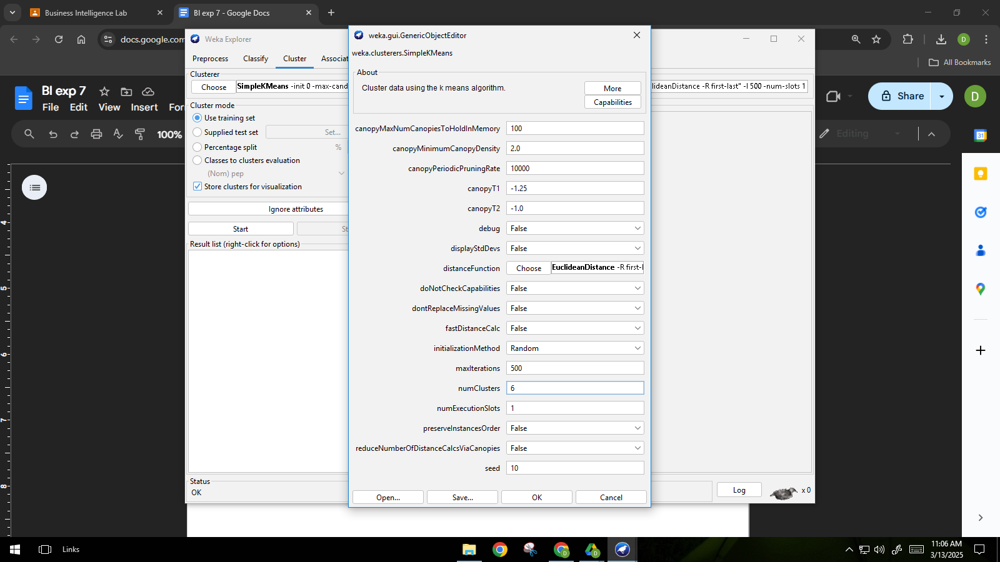 Business Intelligence Lab
BI exp 7 - Google Docs
docs.google.com
D
All Bookmarks
BI exp 7
File Edit View Insert For
100%
Share
D
Editing
31
Weka Explorer
Preprocess Classify Cluster Associat
Clusterer
Choose SimpleKMeans -init 0 -max-cand
lideanDistance -R first-last" -I 500 -num-slots 1
Cluster mode
Use training set
Supplied test set Set...
Percentage split %
Classes to clusters evaluation
(Nom) pep
Store clusters for visualization
Ignore attributes
Start St
Result list (right-click for options)
Status
OK
Log
x 0
weka.gui.GenericObjectEditor
weka.clusterers.SimpleKMeans
About
Cluster data using the k means algorithm.
More
Capabilities
canopyMaxNumCanopiesToHoldInMemory 100
canopyMinimumCanopyDensity 2.0
canopyPeriodicPruningRate 10000
canopyT1 -1.25
canopyT2 -1.0
debug False
displayStdDevs False
distanceFunction Choose EuclideanDistance -R first-l
doNotCheckCapabilities False
dontReplaceMissingValues False
fastDistanceCalc False
initializationMethod Random
maxIterations 500
numClusters 6
numExecutionSlots 1
preserveInstancesOrder False
reduceNumberOfDistanceCalcsViaCanopies False
seed 10
Open... Save... OK Cancel
4
5
6
7
8
Links
D
D
11:06 AM
3/13/2025